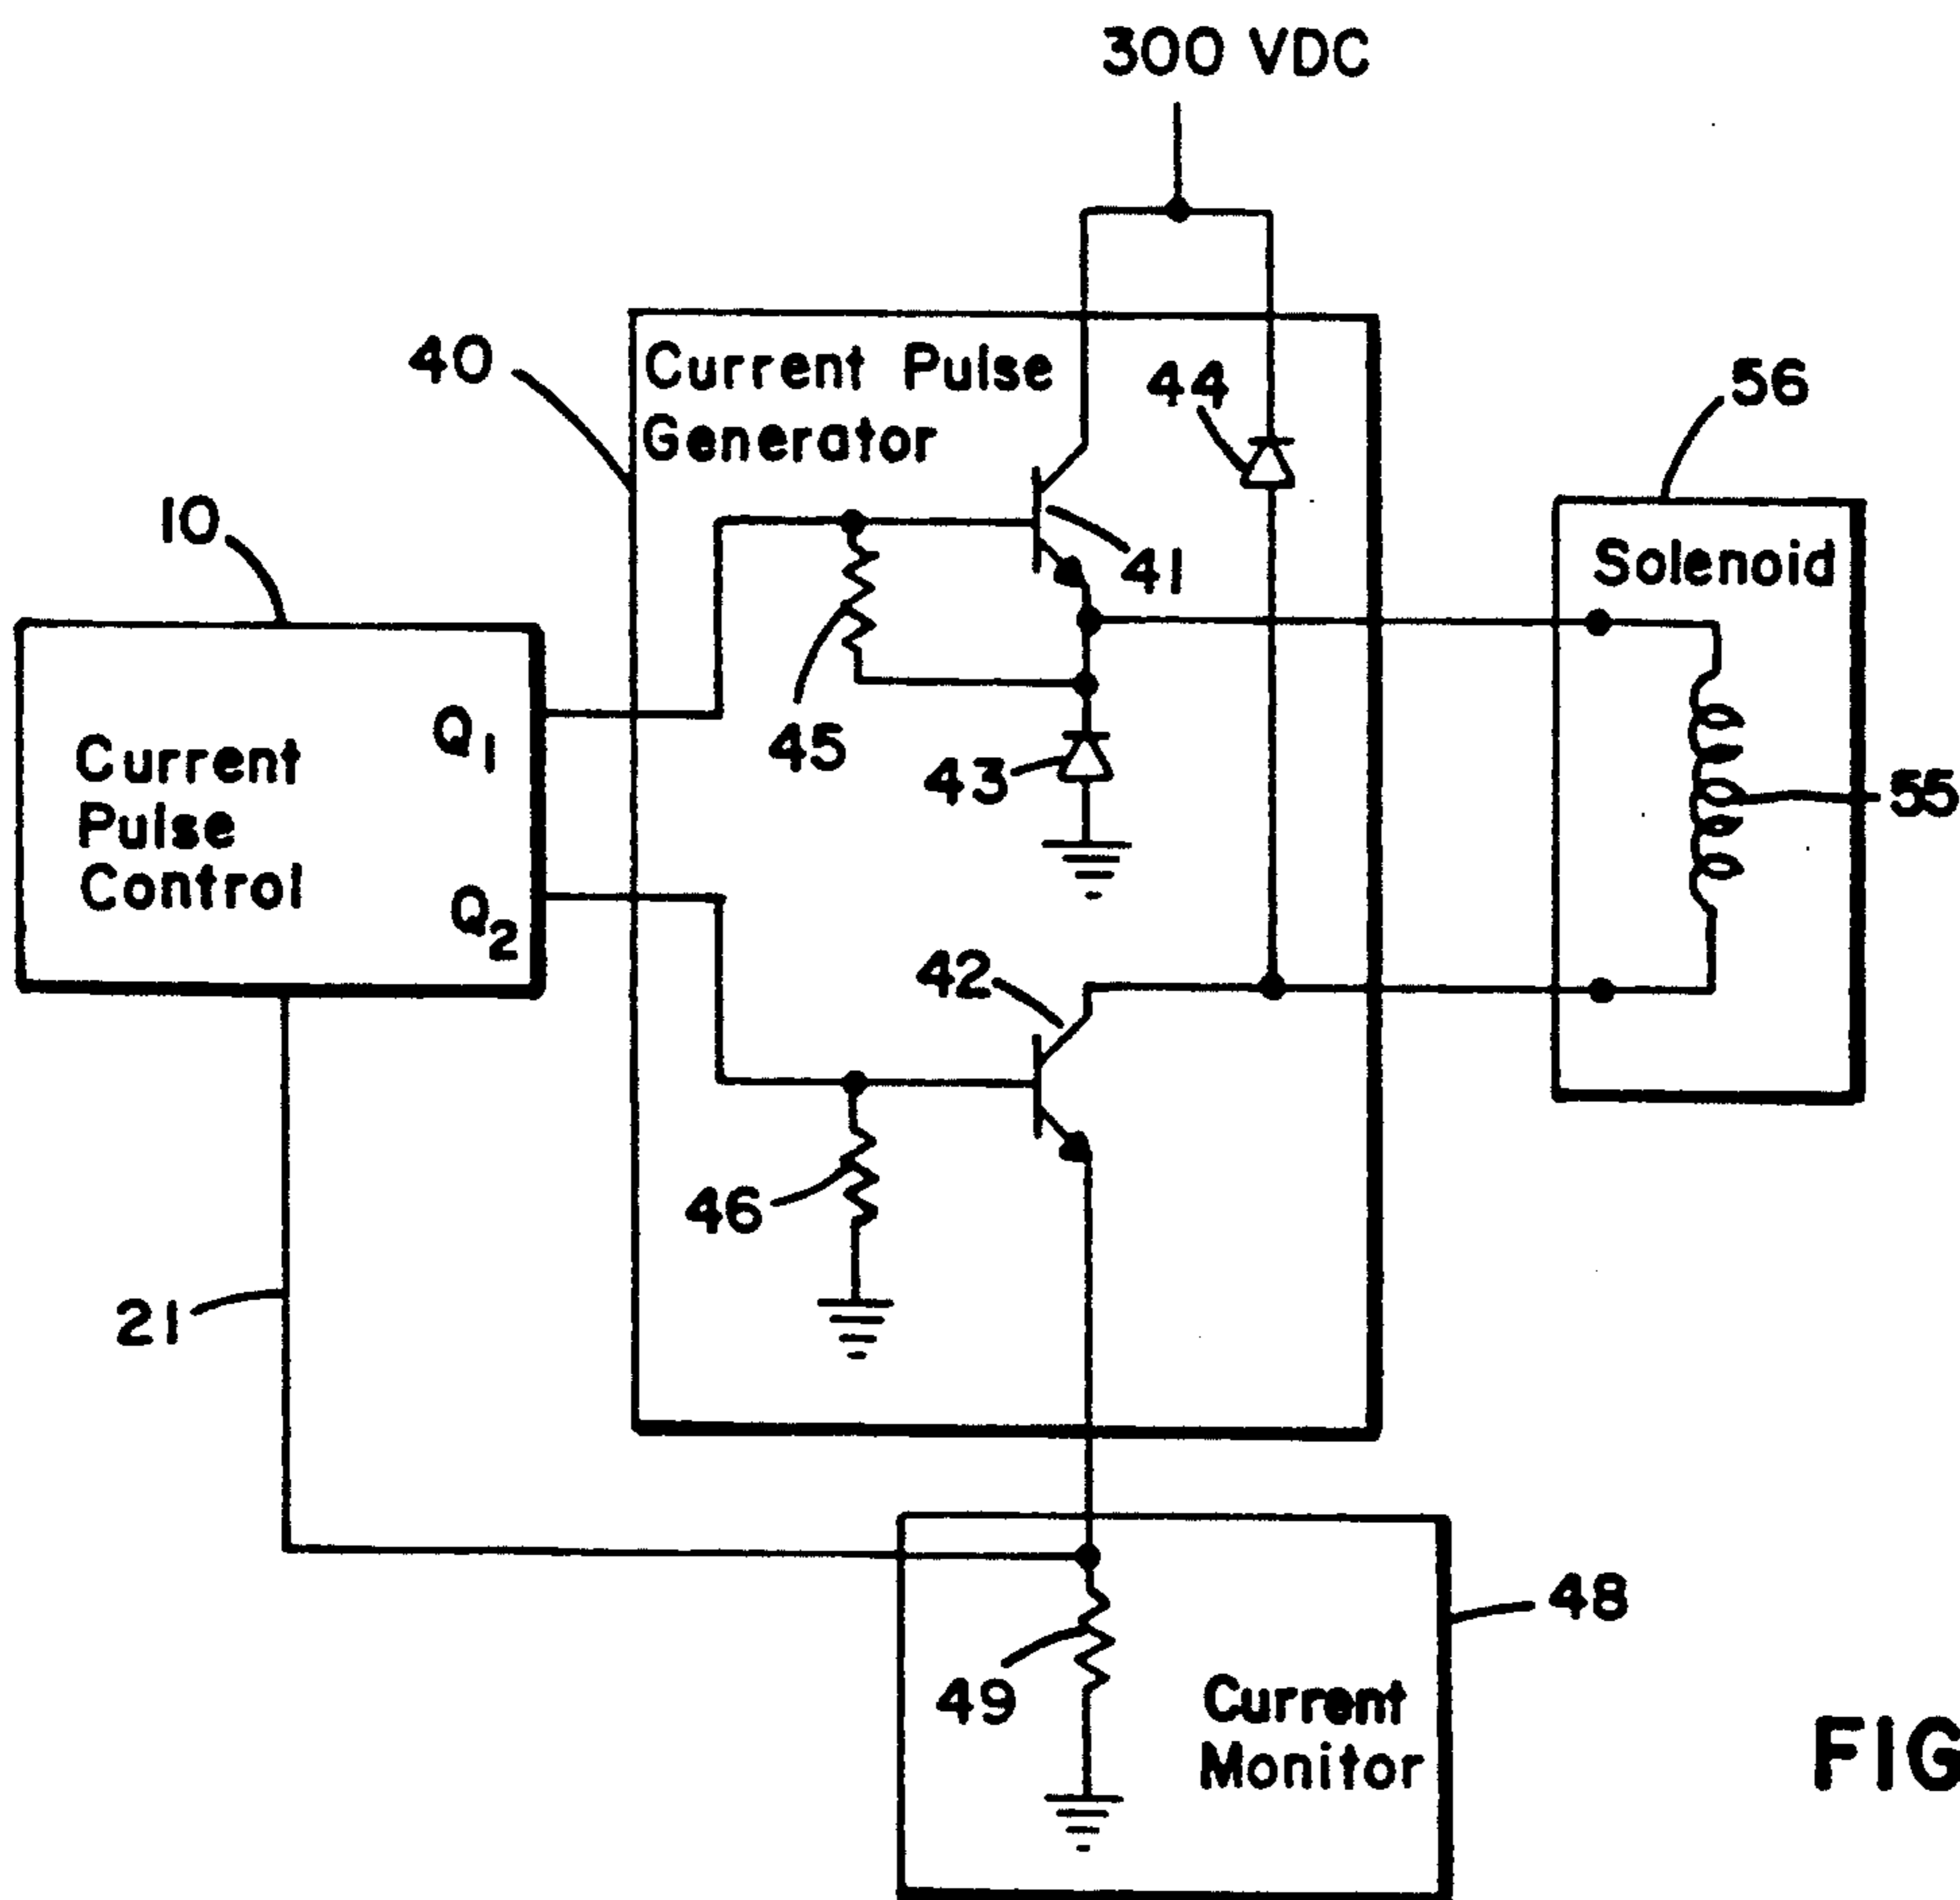 300 VDC
40
Current Pulse
Generator
44
56
10
41
Solenoid
Q1
45
43
55
Current
Pulse
Control
Q2
42
46
21
48
49
Current
Monitor
FIG